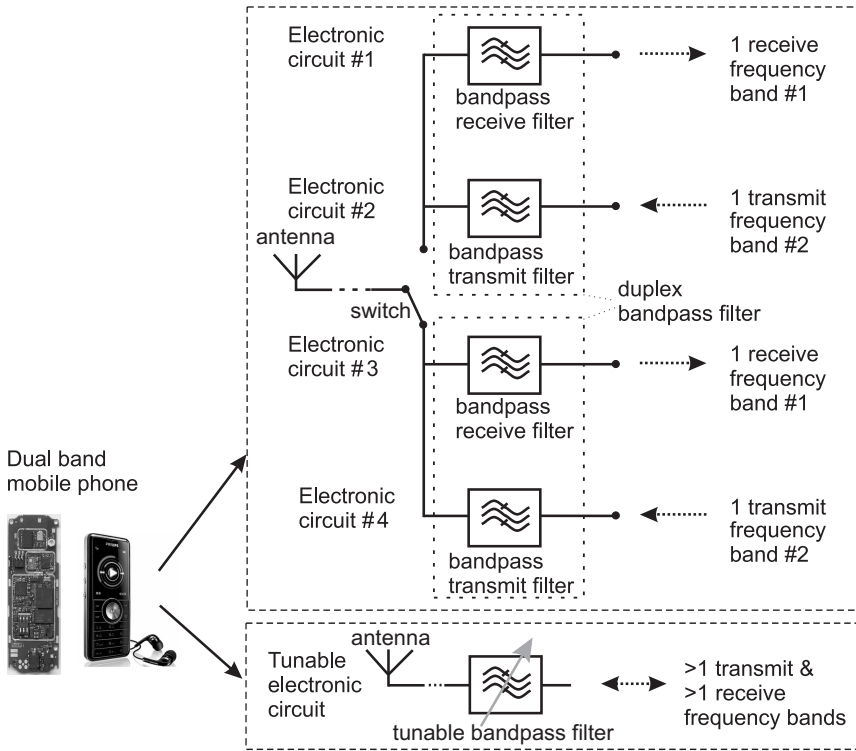 Electronic
circuit #1
bandpass
receive filter
1 receive
frequency
band #1
Electronic
circuit #2
bandpass
transmit filter
1 transmit
frequency
band #2
antenna
switch
duplex
bandpass filter
Electronic
circuit #3
bandpass
receive filter
1 receive
frequency
band #1
Dual band
mobile phone
Electronic
circuit #4
bandpass
transmit filter
1 transmit
frequency
band #2
PHILIPS
antenna
Tunable
electronic
circuit
tunable bandpass filter
>1 transmit &
>1 receive
frequency bands